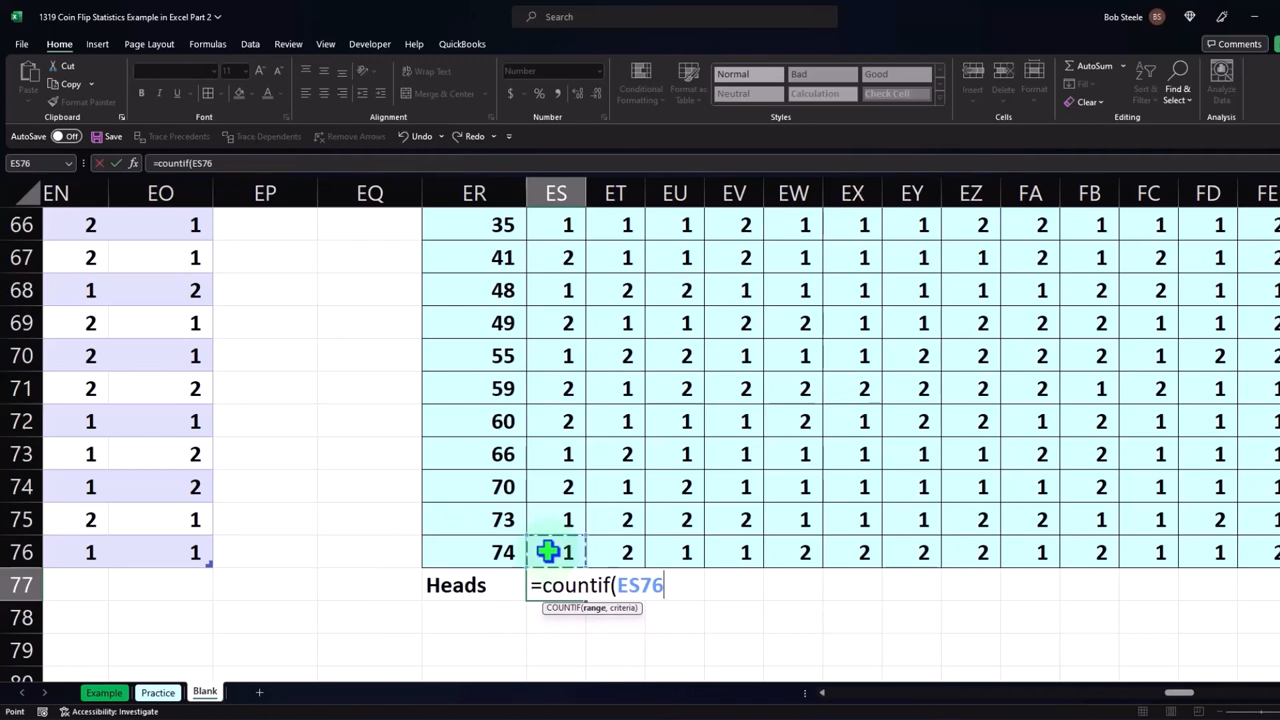 1319 Coin Flip Statistics Example in Excel Part 2
Search
Bob Steele BS
File Home Insert Page Layout Formulas Data Review View Developer Help QuickBooks
Comments
Paste
Cut
Copy
Format Painter
Clipboard
11
Font
Wrap Text
Merge & Center
Alignment
Number
Number
Conditional Formatting
Format as Table
Normal Bad Good
Neutral Calculation Check Cell
Styles
Insert Delete Format
Cells
AutoSum
Fill
Clear
Sort & Filter
Find & Select
Editing
Analyze Data
Analysis
AutoSave Off Save Trace Precedents Trace Dependents Remove Arrows Undo Redo
ES76 =countif(ES76
EN EO EP EQ ER ES ET EU EV EW EX EY EZ FA FB FC FD FE
66 2 1 35 1 1 1 2 1 1 1 2 2 1 1 1 2
67 2 1 41 2 1 1 2 1 1 1 1 2 1 2 1
68 1 2 48 1 2 2 1 1 1 1 1 1 2 2 1
69 2 1 49 2 1 1 2 2 1 1 2 2 2 1 1
70 2 1 55 1 2 2 1 1 1 2 2 2 2 1 2
71 2 2 59 2 1 2 2 2 2 2 2 2 1 2 1
72 1 1 60 2 1 1 1 2 1 2 2 1 2 1 1
73 1 2 66 1 2 1 1 1 1 1 2 2 1 1 1
74 1 2 70 2 1 2 1 1 1 1 1 1 2 1 1
75 2 1 73 1 2 2 2 1 1 1 2 1 1 1 2
76 1 1 74 1 2 1 1 2 2 2 2 1 2 1 1
77 Heads =countif(ES76
COUNTIF(range, criteria)
78
79
80
Example Practice Blank
Point Accessibility: Investigate